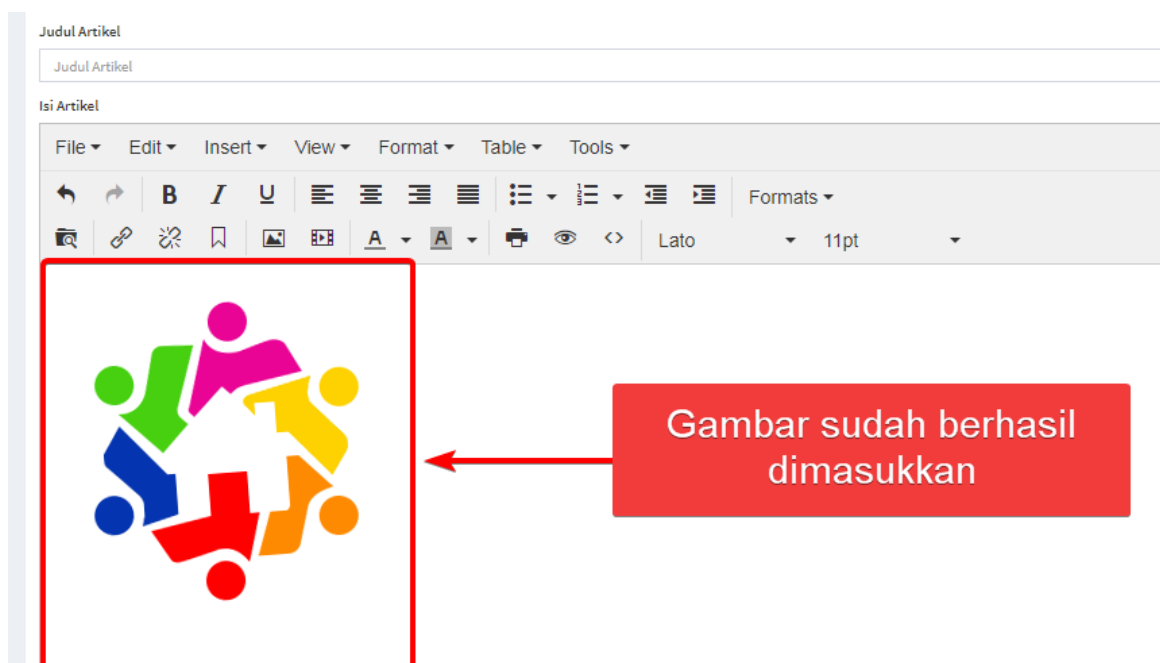 Judul Artikel
Judul Artikel
Isi Artikel
File Edit Insert View Format Table Tools
B I U Formats
A A Lato 11pt
Gambar sudah berhasil
dimasukkan